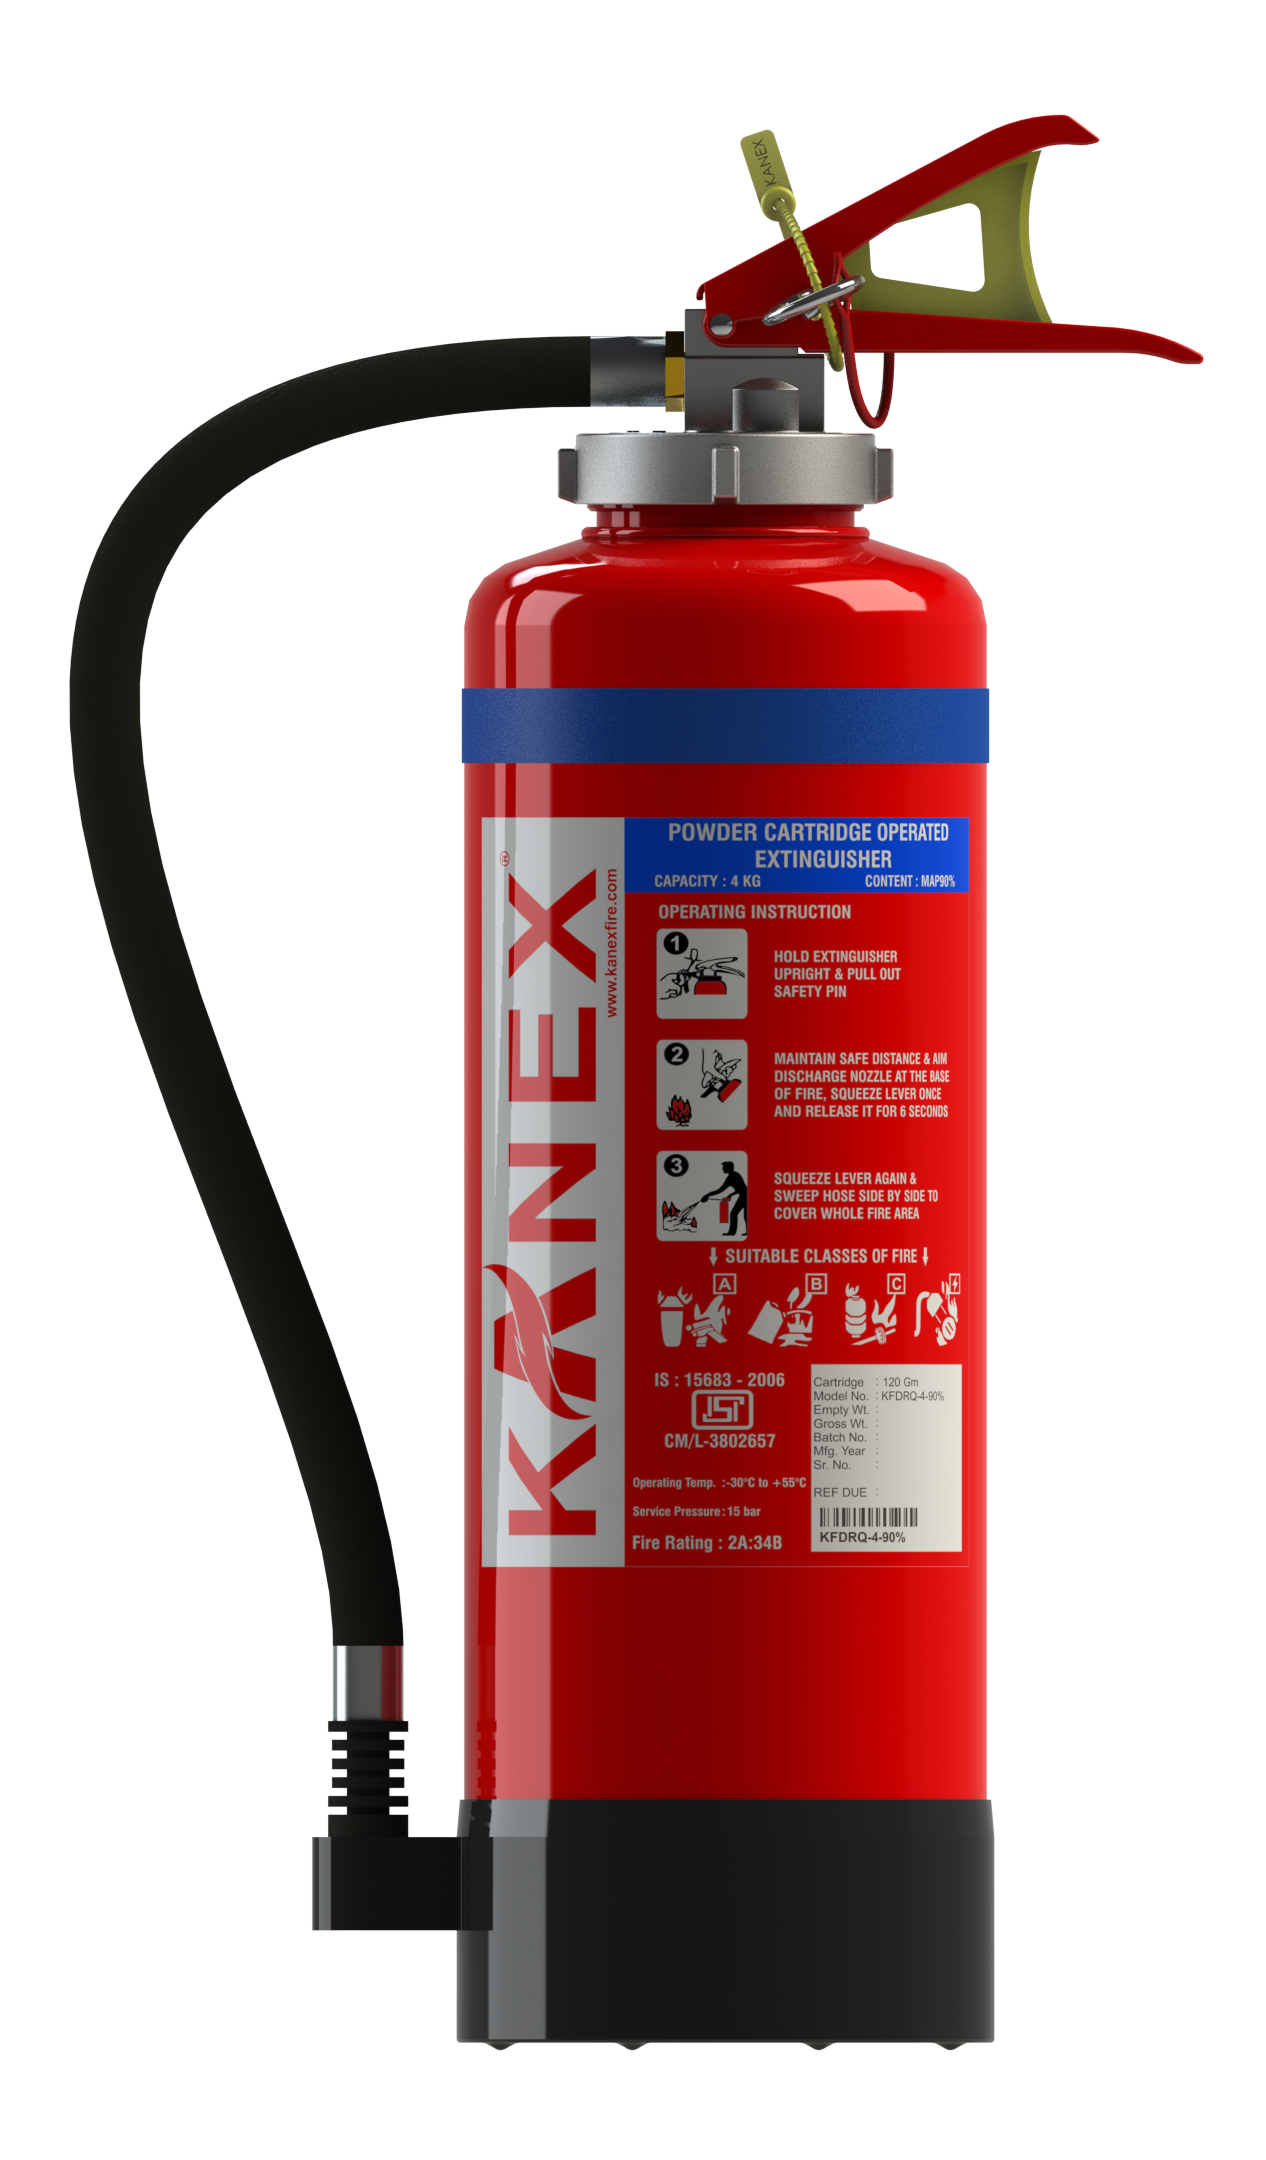 KANEX
KANEX®
www.kanexfire.com
POWDER CARTRIDGE OPERATED
EXTINGUISHER
CAPACITY : 4 KG CONTENT : MAP90%
OPERATING INSTRUCTION
1
HOLD EXTINGUISHER
UPRIGHT & PULL OUT
SAFETY PIN
2
MAINTAIN SAFE DISTANCE & AIM
DISCHARGE NOZZLE AT THE BASE
OF FIRE, SQUEEZE LEVER ONCE
AND RELEASE IT FOR 6 SECONDS
3
SQUEEZE LEVER AGAIN &
SWEEP HOSE SIDE BY SIDE TO
COVER WHOLE FIRE AREA
SUITABLE CLASSES OF FIRE
A B C
IS : 15683 - 2006
ISI
CM/L-3802657
Operating Temp. :-30°C to +55°C
Service Pressure : 15 bar
Fire Rating : 2A:34B
Cartridge : 120 Gm
Model No. : KFDRQ-4-90%
Empty Wt. :
Gross Wt. :
Batch No. :
Mfg. Year :
Sr. No. :
REF DUE :
KFDRQ-4-90%